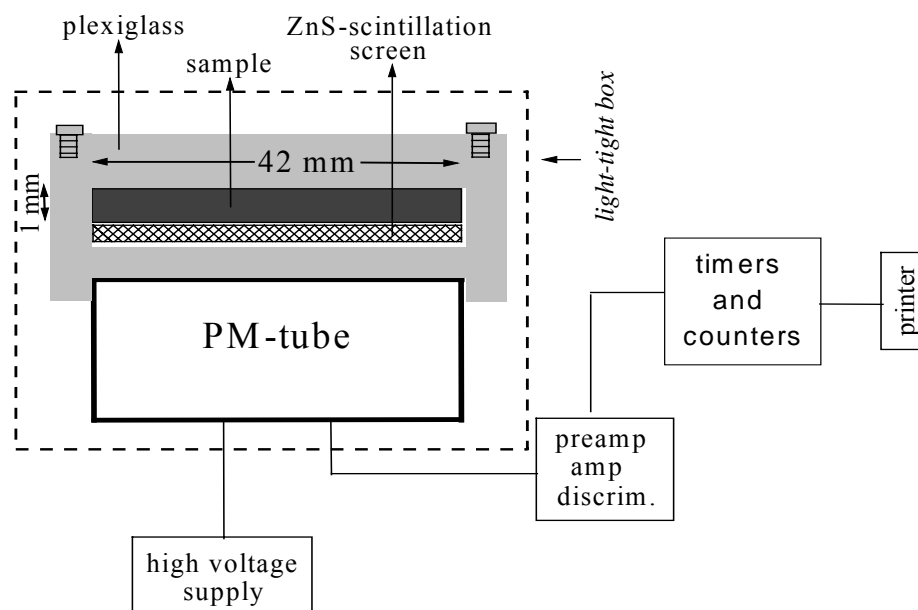 plexiglass
ZnS-scintillation
screen
sample
42 mm
1 mm
light-tight box
PM-tube
timers
and
counters
printer
preamp
amp
discrim.
high voltage
supply